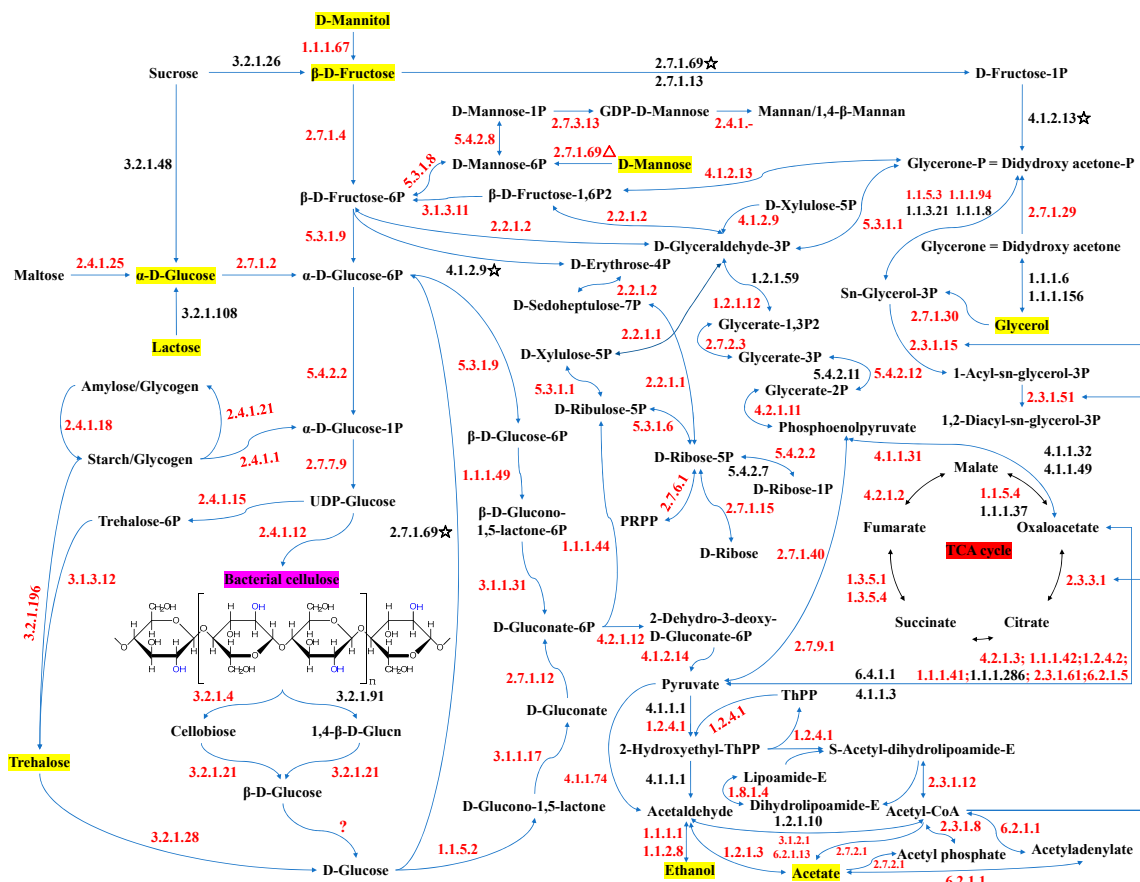 D-Mannitol
1.1.1.67
Sucrose
3.2.1.26
β-D-Fructose
2.7.1.69☆
2.7.1.13
D-Fructose-1P
4.1.2.13☆
D-Mannose-1P
2.7.3.13
GDP-D-Mannose
2.4.1.-
Mannan/1,4-β-Mannan
2.7.1.4
5.4.2.8
3.2.1.48
5.3.1.8
D-Mannose-6P
2.7.1.69△
D-Mannose
4.1.2.13
Glycerone-P = Didydroxy acetone-P
β-D-Fructose-6P
3.1.3.11
β-D-Fructose-1,6P2
1.1.5.3 1.1.1.94
1.1.3.21 1.1.1.8
2.7.1.29
2.2.1.2
2.2.1.2
D-Xylulose-5P
4.1.2.9
5.3.1.1
5.3.1.9
D-Glyceraldehyde-3P
Glycerone = Didydroxy acetone
Maltose
2.4.1.25
α-D-Glucose
2.7.1.2
α-D-Glucose-6P
4.1.2.9☆
D-Erythrose-4P
2.2.1.2
D-Sedoheptulose-7P
1.2.1.59
1.2.1.12
1.1.1.6
1.1.1.156
Sn-Glycerol-3P
2.7.1.30
Glycerol
3.2.1.108
Lactose
2.2.1.1
Glycerate-1,3P2
2.7.2.3
2.3.1.15
D-Xylulose-5P
Glycerate-3P
5.4.2.11
5.4.2.12
5.3.1.9
5.3.1.1
2.2.1.1
1-Acyl-sn-glycerol-3P
5.4.2.2
Amylose/Glycogen
Glycerate-2P
2.3.1.51
2.4.1.18
2.4.1.21
D-Ribulose-5P
4.2.1.11
1,2-Diacyl-sn-glycerol-3P
α-D-Glucose-1P
β-D-Glucose-6P
5.3.1.6
Phosphoenolpyruvate
Starch/Glycogen
2.4.1.1
D-Ribose-5P
5.4.2.2
5.4.2.7
D-Ribose-1P
4.1.1.31
4.1.1.32
4.1.1.49
2.7.7.9
1.1.1.49
Malate
4.2.1.2
1.1.5.4
1.1.1.37
2.4.1.15
UDP-Glucose
2.7.6.1
2.7.1.15
Trehalose-6P
2.4.1.12
2.7.1.69☆
β-D-Glucono-
1,5-lactone-6P
PRPP
Fumarate
Oxaloacetate
1.1.1.44
D-Ribose
2.7.1.40
TCA cycle
3.1.3.12
3.2.1.196
Bacterial cellulose
3.1.1.31
1.3.5.1
1.3.5.4
2.3.3.1
CH₂OH
H
OH
O
n
D-Gluconate-6P
4.2.1.12
2-Dehydro-3-deoxy-
D-Gluconate-6P
Succinate
Citrate
4.1.2.14
2.7.9.1
4.2.1.3; 1.1.1.42;1.2.4.2;
1.1.1.41;1.1.1.286; 2.3.1.61;6.2.1.5
6.4.1.1
4.1.1.3
Pyruvate
3.2.1.4
3.2.1.91
2.7.1.12
ThPP
4.1.1.1
1.2.4.1
1.2.4.1
D-Gluconate
Cellobiose
1,4-β-D-Glucn
3.1.1.17
2-Hydroxyethyl-ThPP
1.2.4.1
S-Acetyl-dihydrolipoamide-E
Trehalose
3.2.1.21
3.2.1.21
4.1.1.74
4.1.1.1
Lipoamide-E
1.8.1.4
2.3.1.12
β-D-Glucose
D-Glucono-1,5-lactone
Acetaldehyde
Dihydrolipoamide-E
1.2.1.10
Acetyl-CoA
?
3.2.1.28
1.1.5.2
1.1.1.1
1.1.2.8
1.2.1.3
3.1.2.1
6.2.1.13
2.7.2.1
2.7.2.1
2.3.1.8
6.2.1.1
Acetyl phosphate
Acetyladenylate
D-Glucose
Ethanol
Acetate
6.2.1.1